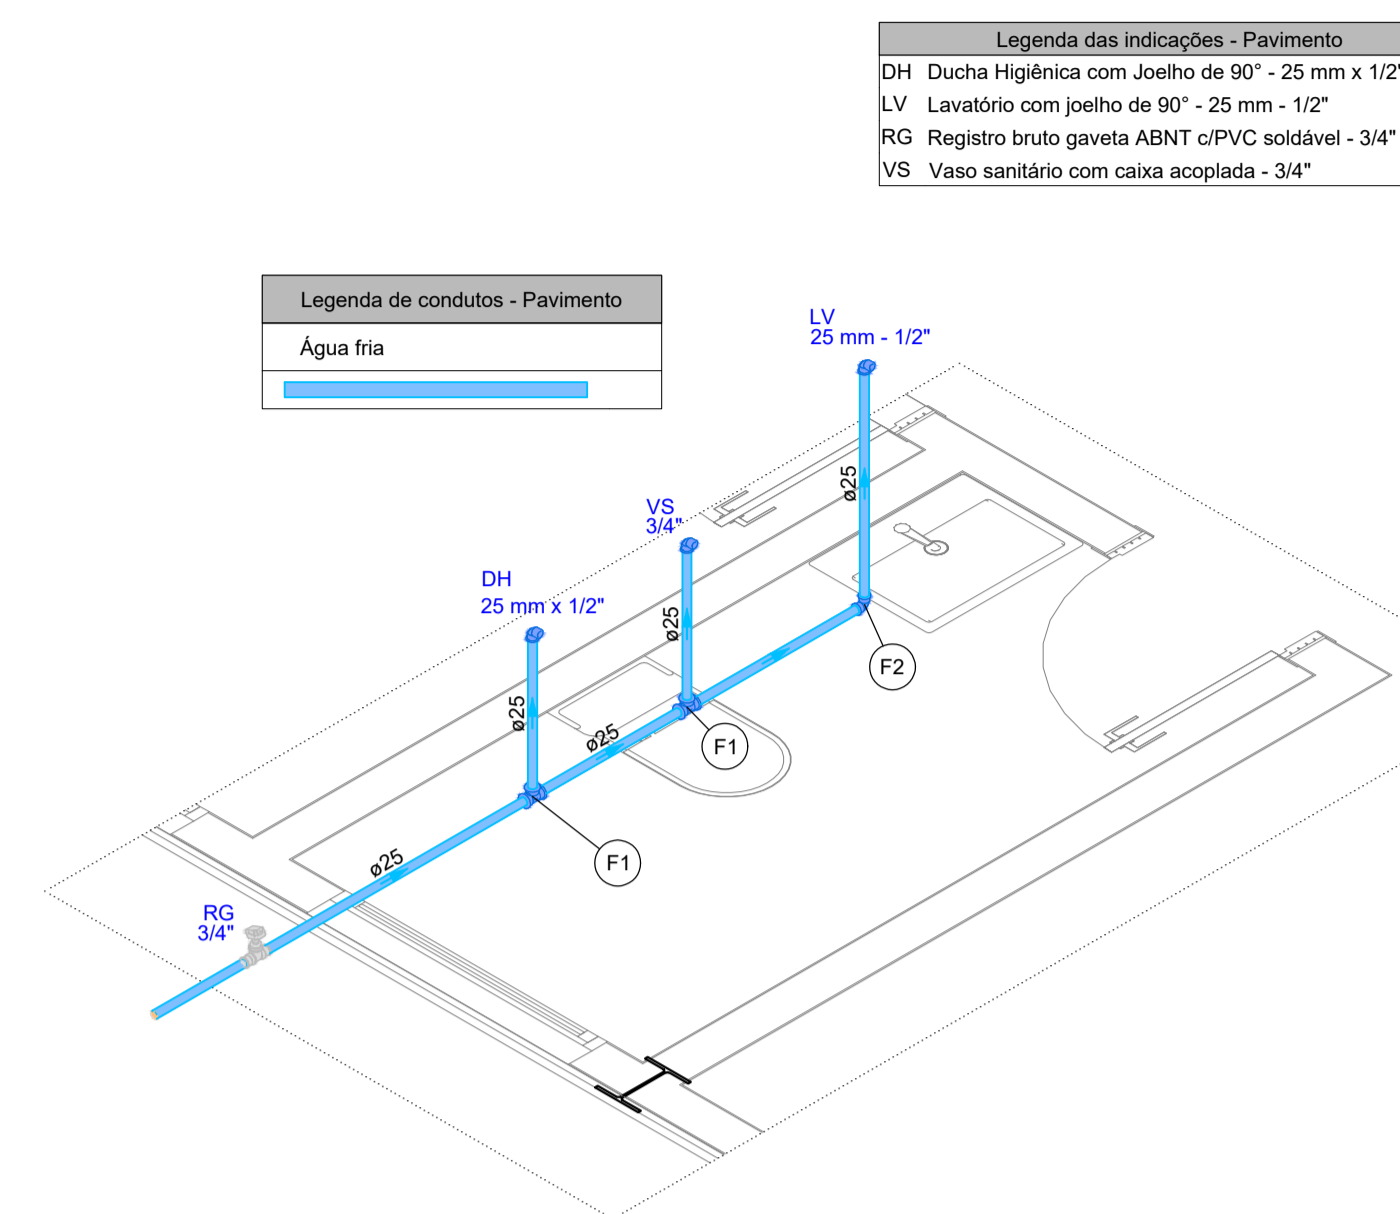 Legenda das indicações - Pavimento
DH Ducha Higiênica com Joelho de 90° - 25 mm x 1/2"
LV Lavatório com joelho de 90° - 25 mm - 1/2"
RG Registro bruto gaveta ABNT c/PVC soldável - 3/4"
VS Vaso sanitário com caixa acoplada - 3/4"
Legenda de condutos - Pavimento
Água fria
LV
25 mm - 1/2"
ø25
VS
3/4"
ø25
DH
25 mm x 1/2"
ø25
ø25
F2
F1
F1
ø25
RG
3/4"